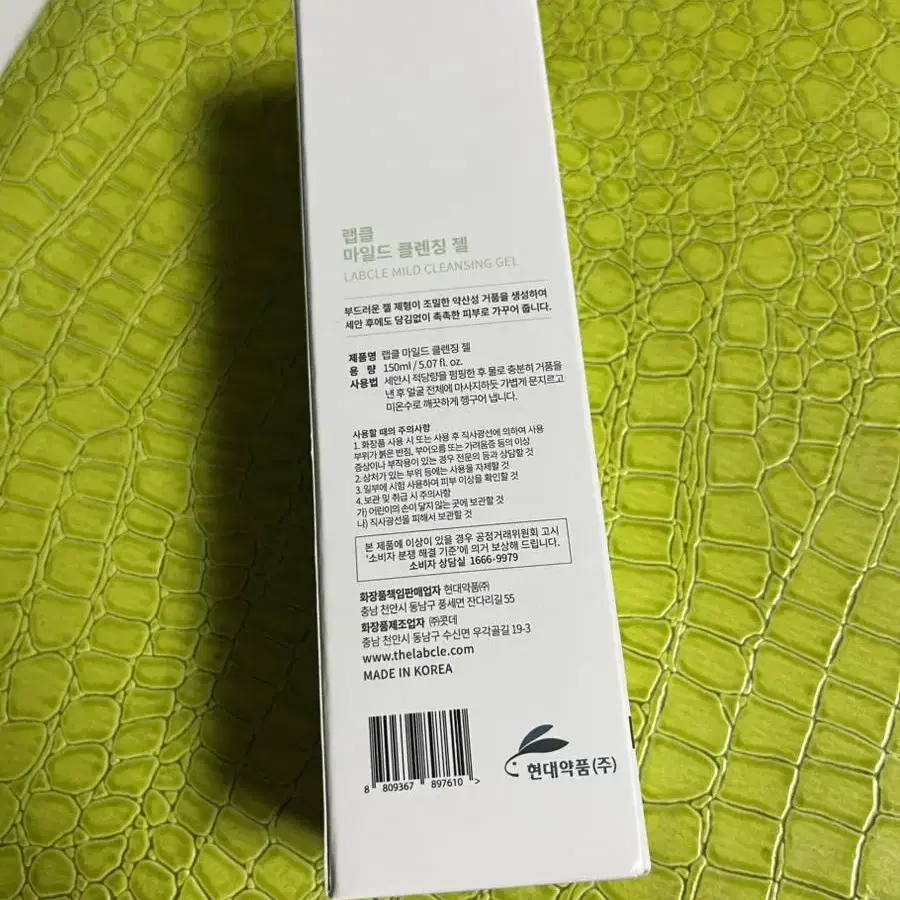 랩클
마일드 클렌징 젤
LABCLE MILD CLEANSING GEL
부드러운 젤 제형이 조밀한 약산성 거품을 생성하여
세안 후에도 당김없이 촉촉한 피부로 가꾸어 줍니다.
제품명 랩클 마일드 클렌징 젤
용 량 150ml / 5.07 fl. oz.
사용법 세안시 적당량을 펌핑한 후 물로 충분히 거품을
낸 후 얼굴 전체에 마사지하듯 가볍게 문지르고
미온수로 깨끗하게 헹구어 냅니다.
사용할 때의 주의사항
1. 화장품 사용 시 또는 사용 후 직사광선에 의하여 사용
부위가 붉은 반점, 부어오름 또는 가려움증 등의 이상
증상이나 부작용이 있는 경우 전문의 등과 상담할 것
2. 상처가 있는 부위 등에는 사용을 자제할 것
3. 일부에 시험 사용하여 피부 이상을 확인할 것
4. 보관 및 취급 시 주의사항
가) 어린이의 손이 닿지 않는 곳에 보관할 것
나) 직사광선을 피해서 보관할 것
본 제품에 이상이 있을 경우 공정거래위원회 고시
'소비자 분쟁 해결 기준'에 의거 보상해 드립니다.
소비자 상담실 1666-9979
화장품책임판매업자 현대약품㈜
충남 천안시 동남구 풍세면 잔다리길 55
화장품제조업자 ㈜콧데
충남 천안시 동남구 수신면 우각골길 19-3
www.thelabcle.com
MADE IN KOREA
8 809367 897610 >
현대약품(주)